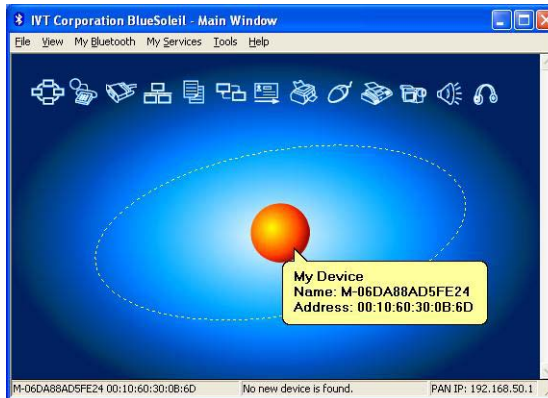 IVT Corporation BlueSoleil - Main Window
File View My Bluetooth My Services Tools Help
My Device
Name: M-06DA88AD5FE24
Address: 00:10:60:30:0B:6D
M-06DA88AD5FE24 00:10:60:30:0B:6D No new device is found. PAN IP: 192.168.50.1